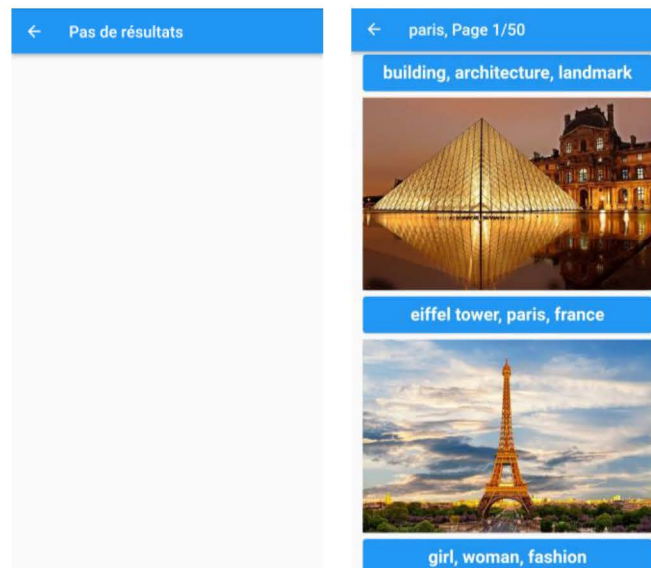 Pas de résultats
paris, Page 1/50
building, architecture, landmark
eiffel tower, paris, france
girl, woman, fashion